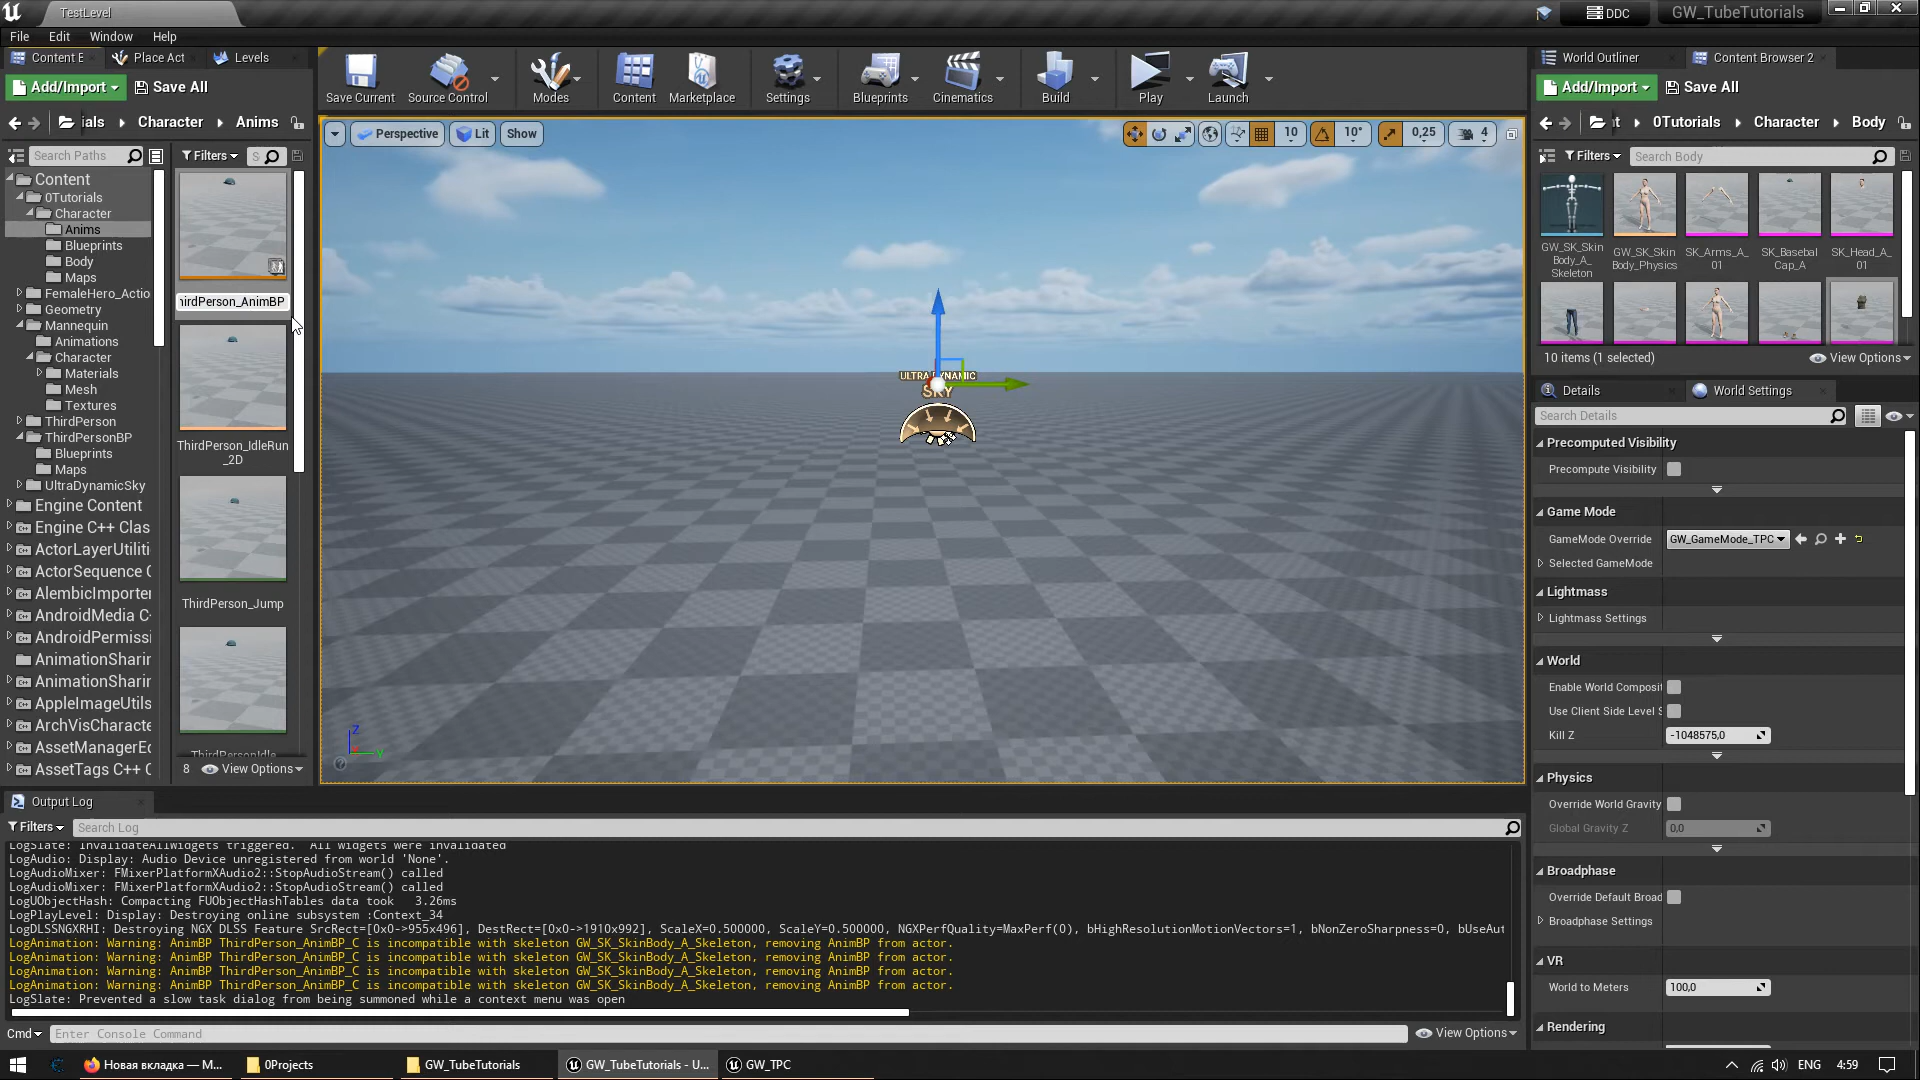 TestLevel
DDC
GW_TubeTutorials
File
Edit
Window
Help
Content E
Place Act
Levels
Add/Import
Save All
ials
Character
Anims
Search Paths
Filters
S
Content
0Tutorials
Character
Anims
Blueprints
Body
Maps
FemaleHero_Actio
Geometry
Mannequin
Animations
Character
Materials
Mesh
Textures
ThirdPerson
ThirdPersonBP
Blueprints
Maps
UltraDynamicSky
Engine Content
Engine C++ Clas
ActorLayerUtiliti
ActorSequence C
AlembicImporter
AndroidMedia C-
AndroidPermissi
AnimationSharin
AnimationSharin
AppleImageUtils
ArchVisCharacte
AssetManagerEd
AssetTags C++ C
hirdPerson_AnimBP
ThirdPerson_IdleRun
_2D
ThirdPerson_Jump
ThirdPersonIdle
8
View Options
Save Current
Source Control
Modes
Content
Marketplace
Settings
Blueprints
Cinematics
Build
Play
Launch
Perspective
Lit
Show
10
10°
0,25
4
ULTRA DYNAMIC
SKY
Z
Y
World Outliner
Content Browser 2
Add/Import
Save All
nt
0Tutorials
Character
Body
Filters
Search Body
GW_SK_Skin
Body_A_
Skeleton
GW_SK_Skin
Body_Physics
SK_Arms_A_
01
SK_Basebal
Cap_A
SK_Head_A
01
10 items (1 selected)
View Options
Details
World Settings
Search Details
Precomputed Visibility
Precompute Visibility
Game Mode
GameMode Override
GW_GameMode_TPC
Selected GameMode
Lightmass
Lightmass Settings
World
Enable World Composit
Use Client Side Level S
Kill Z
-1048575,0
Physics
Override World Gravity
Global Gravity Z
0,0
Broadphase
Override Default Broad
Broadphase Settings
VR
World to Meters
100,0
Rendering
Output Log
Filters
Search Log
LogSlate: InvalidateAllWidgets triggered.  All widgets were invalidated
LogAudio: Display: Audio Device unregistered from world 'None'.
LogAudioMixer: FMixerPlatformXAudio2::StopAudioStream() called
LogAudioMixer: FMixerPlatformXAudio2::StopAudioStream() called
LogUObjectHash: Compacting FUObjectHashTables data took   3.26ms
LogPlayLevel: Display: Destroying online subsystem :Context_34
LogDLSSNGXRHI: Destroying NGX DLSS Feature SrcRect=[0x0->955x496], DestRect=[0x0->1910x992], ScaleX=0.500000, ScaleY=0.500000, NGXPerfQuality=MaxPerf(0), bHighResolutionMotionVectors=1, bNonZeroSharpness=0, bUseAut
LogAnimation: Warning: AnimBP ThirdPerson_AnimBP_C is incompatible with skeleton GW_SK_SkinBody_A_Skeleton, removing AnimBP from actor.
LogAnimation: Warning: AnimBP ThirdPerson_AnimBP_C is incompatible with skeleton GW_SK_SkinBody_A_Skeleton, removing AnimBP from actor.
LogAnimation: Warning: AnimBP ThirdPerson_AnimBP_C is incompatible with skeleton GW_SK_SkinBody_A_Skeleton, removing AnimBP from actor.
LogAnimation: Warning: AnimBP ThirdPerson_AnimBP_C is incompatible with skeleton GW_SK_SkinBody_A_Skeleton, removing AnimBP from actor.
LogSlate: Prevented a slow task dialog from being summoned while a context menu was open
Cmd
Enter Console Command
View Options
Новая вкладка — M...
0Projects
GW_TubeTutorials
GW_TubeTutorials - U...
GW_TPC
ENG
4:59